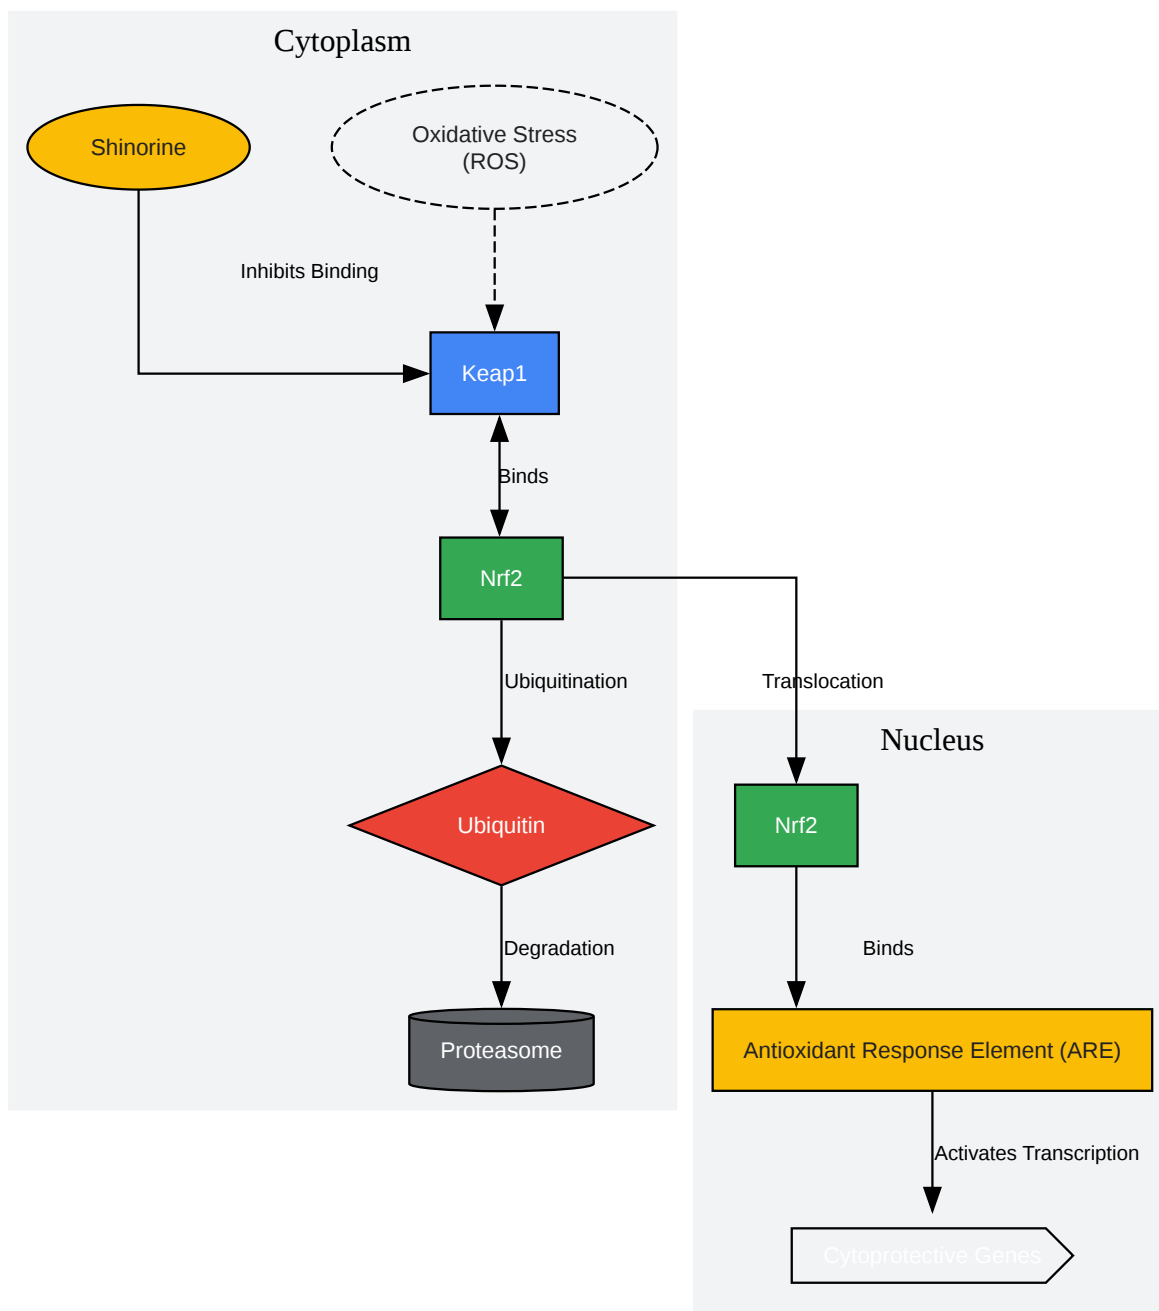 Cytoplasm
Shinorine
Oxidative Stress
(ROS)
Inhibits Binding
Keap1
Binds
Nrf2
Ubiquitination
Translocation
Nucleus
Ubiquitin
Nrf2
Degradation
Binds
Proteasome
Antioxidant Response Element (ARE)
Activates Transcription
Cytoprotective Genes